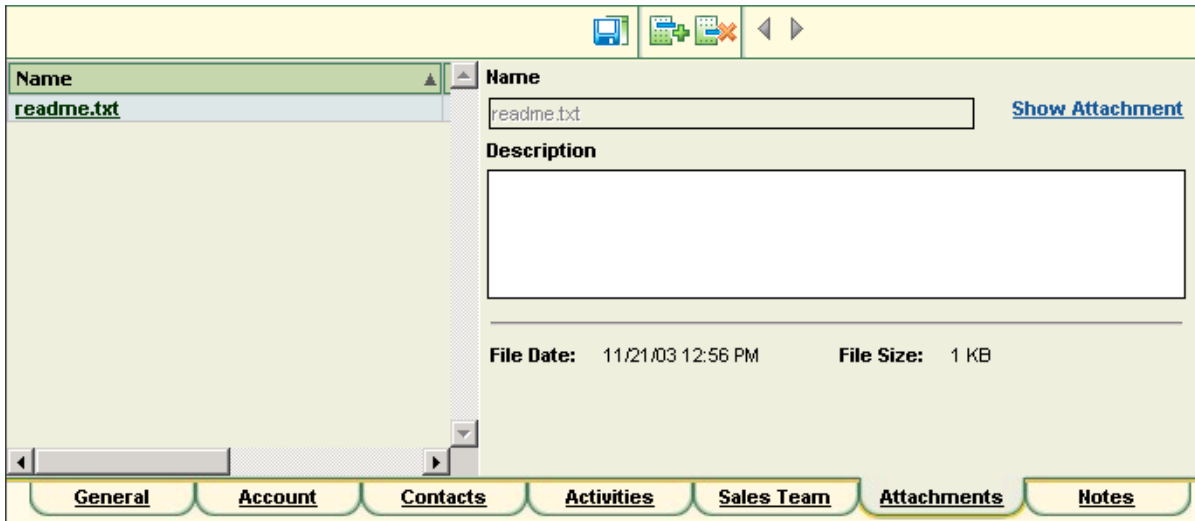 Name
readme.txt
Name
readme.txt Show Attachment
Description
File Date: 11/21/03 12:56 PM File Size: 1 KB
General Account Contacts Activities Sales Team Attachments Notes